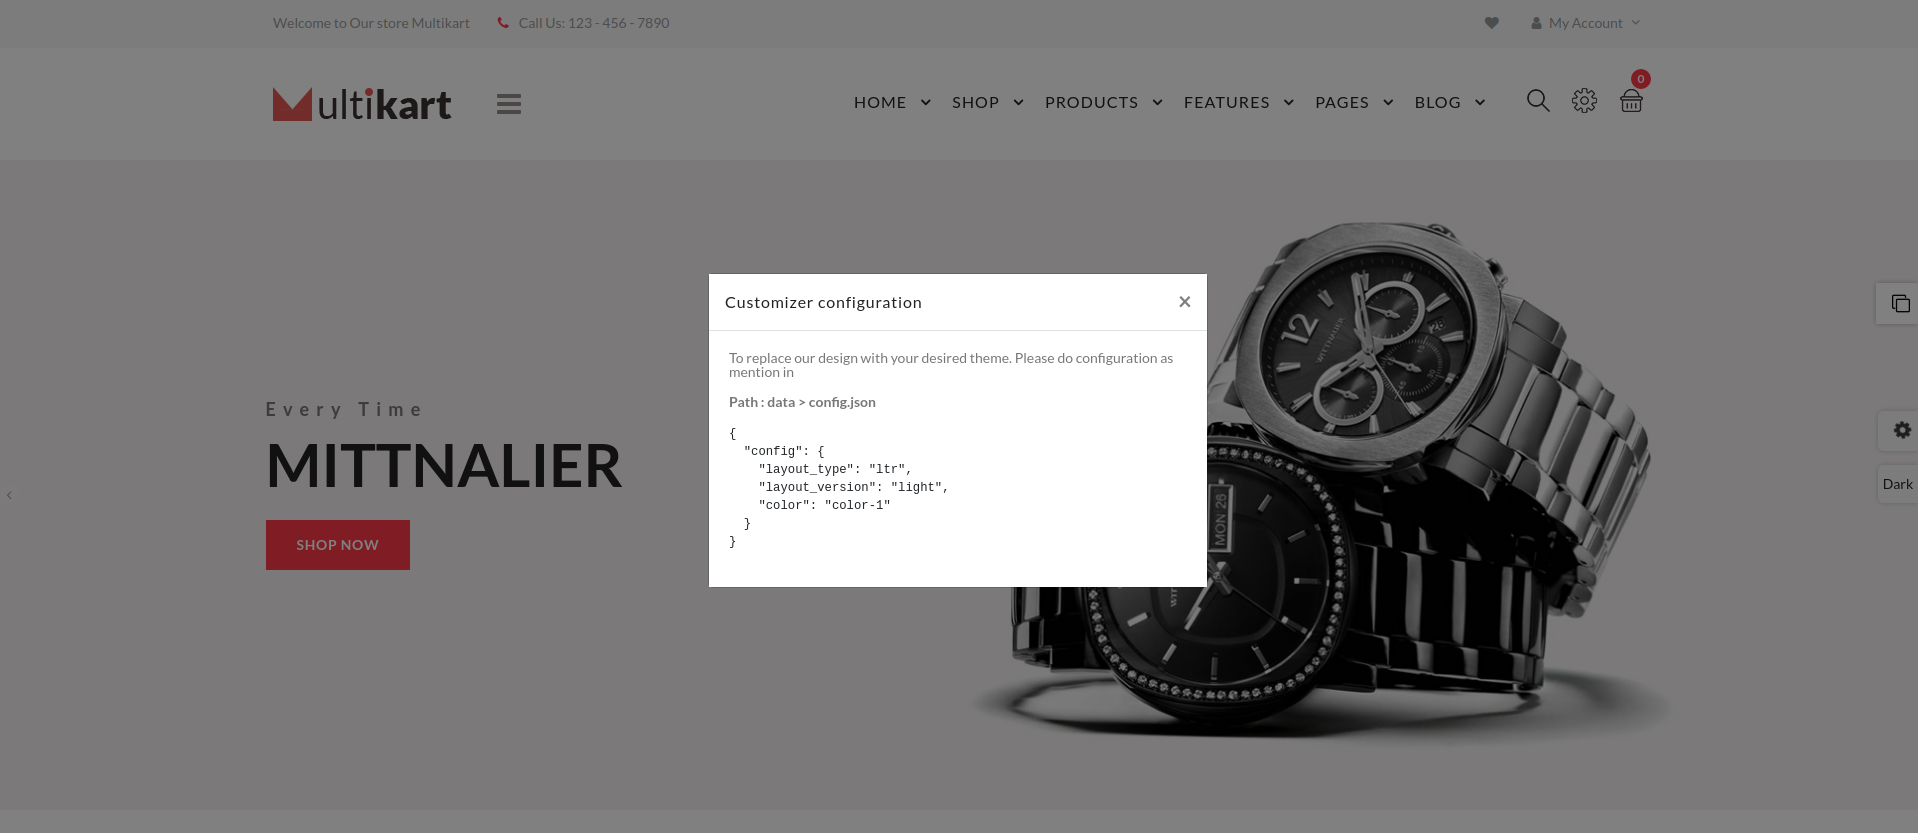 Welcome to Our store Multikart
Call Us: 123 - 456 - 7890
My Account
Multikart
HOME SHOP PRODUCTS FEATURES PAGES BLOG
0
Customizer configuration
×
To replace our design with your desired theme. Please do configuration as
mention in
Path : data > config.json
{
  "config": {
    "layout_type": "ltr",
    "layout_version": "light",
    "color": "color-1"
  }
}
Every Time
MITTNALIER
SHOP NOW
12
WITTNAUER
MON 26
Dark